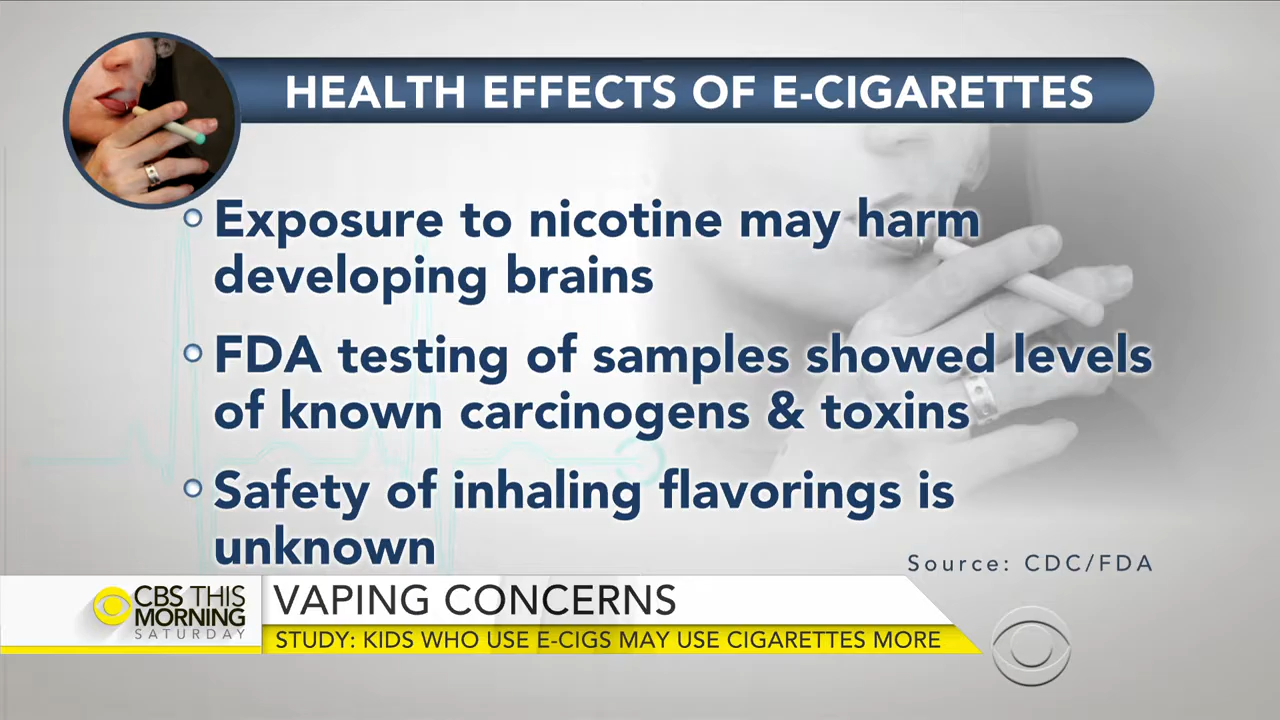 HEALTH EFFECTS OF E-CIGARETTES
Exposure to nicotine may harm
developing brains
FDA testing of samples showed levels
of known carcinogens & toxins
Safety of inhaling flavorings is
unknown
Source: CDC/FDA
CBS THIS
MORNING
SATURDAY
VAPING CONCERNS
STUDY: KIDS WHO USE E-CIGS MAY USE CIGARETTES MORE